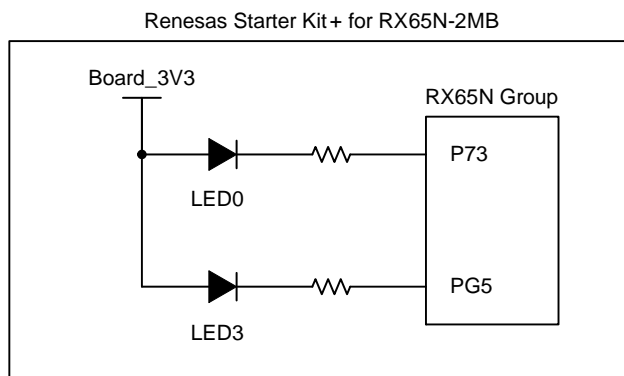 Renesas Starter Kit+ for RX65N-2MB
Board_3V3
RX65N Group
P73
LED0
PG5
LED3